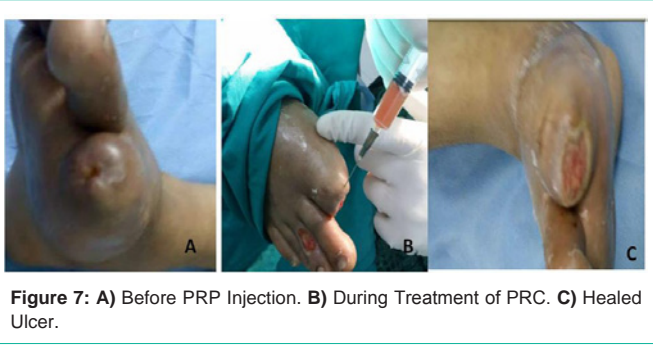 A
B
C
Figure 7: A) Before PRP Injection. B) During Treatment of PRC. C) Healed
Ulcer.